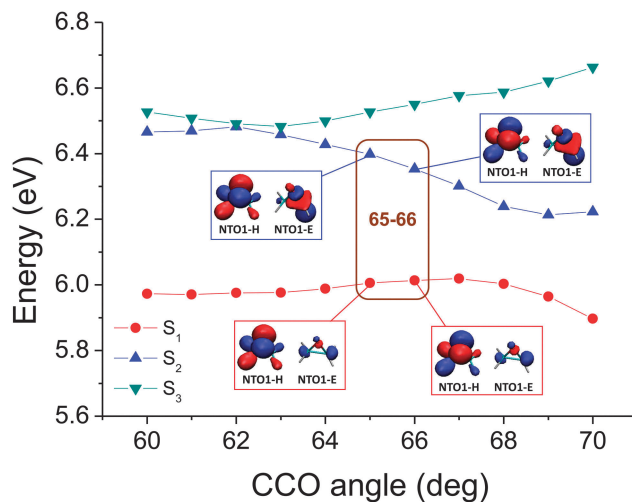 6.8
6.6
6.4
6.2
6.0
5.8
5.6
Energy (eV)
NTO1-H NTO1-E
NTO1-H NTO1-E
65-66
NTO1-H NTO1-E
NTO1-H NTO1-E
S1
S2
S3
60 62 64 66 68 70
CCO angle (deg)